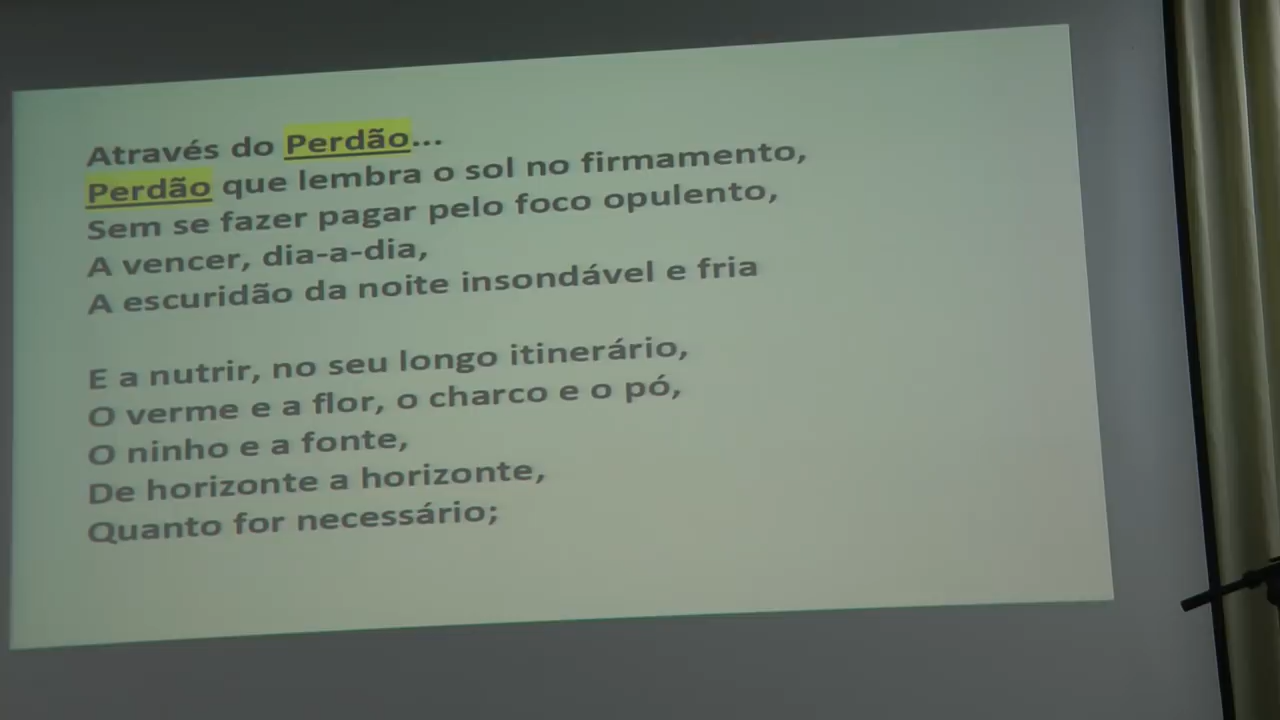 Através do Perdão...
Perdão que lembra o sol no firmamento,
Sem se fazer pagar pelo foco opulento,
A vencer, dia-a-dia,
A escuridão da noite insondável e fria
E a nutrir, no seu longo itinerário,
O verme e a flor, o charco e o pó,
O ninho e a fonte,
De horizonte a horizonte,
Quanto for necessário;